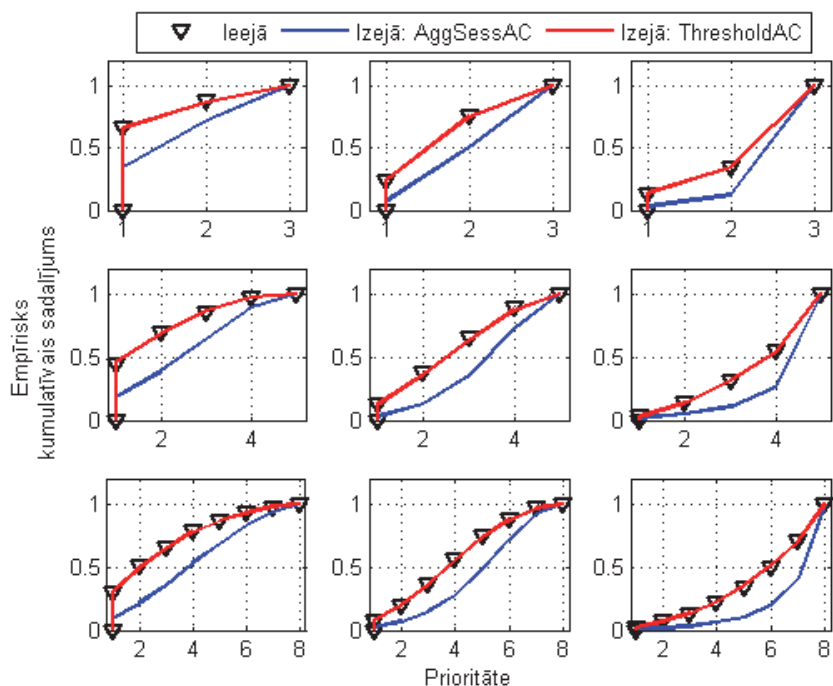 Ieejā Izejā: AggSessAC Izejā: ThresholdAC
1 1 1
0.5 0.5 0.5
0 0 0
1 2 3 1 2 3 1 2 3
Empīrisks
kumulatīvais sadalījums
1 1 1
0.5 0.5 0.5
0 0 0
2 4 2 4 2 4
1 1 1
0.5 0.5 0.5
0 0 0
2 4 6 8 2 4 6 8 2 4 6 8
Prioritāte